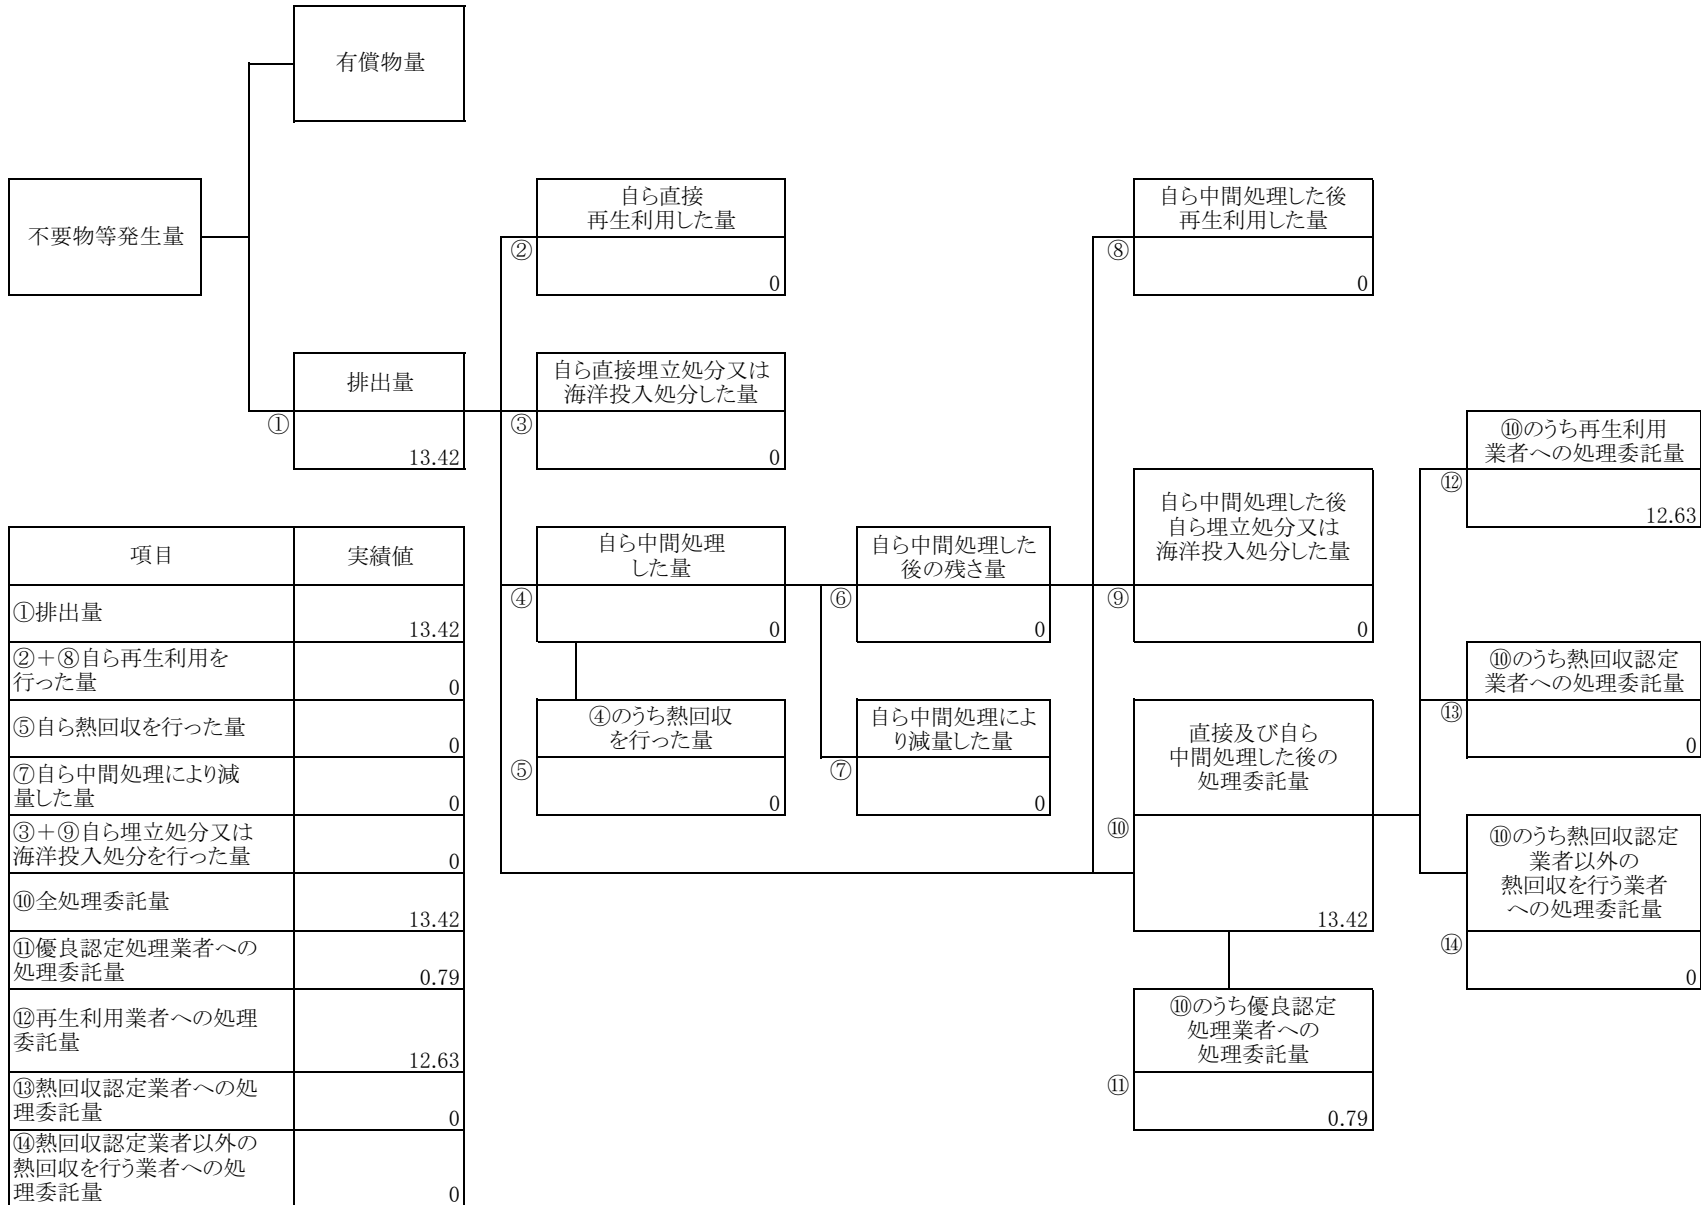 有償物量
不要物等発生量
排出量
①
13.42
自ら直接
再生利用した量
②
0
自ら直接埋立処分又は
海洋投入処分した量
③
0
自ら中間処理
した量
④
0
④のうち熱回収
を行った量
⑤
0
自ら中間処理した
後の残さ量
⑥
0
自ら中間処理によ
り減量した量
⑦
0
自ら中間処理した後
再生利用した量
⑧
0
自ら中間処理した後
自ら埋立処分又は
海洋投入処分した量
⑨
0
直接及び自ら
中間処理した後の
処理委託量
⑩
13.42
⑩のうち優良認定
処理業者への
処理委託量
⑪
0.79
⑩のうち再生利用
業者への処理委託量
⑫
12.63
⑩のうち熱回収認定
業者への処理委託量
⑬
0
⑩のうち熱回収認定
業者以外の
熱回収を行う業者
への処理委託量
⑭
0
項目 実績値
①排出量
13.42
②＋⑧自ら再生利用を
行った量
0
⑤自ら熱回収を行った量
0
⑦自ら中間処理により減
量した量
0
③＋⑨自ら埋立処分又は
海洋投入処分を行った量
0
⑩全処理委託量
13.42
⑪優良認定処理業者への
処理委託量
0.79
⑫再生利用業者への処理
委託量
12.63
⑬熱回収認定業者への処
理委託量
0
⑭熱回収認定業者以外の
熱回収を行う業者への処
理委託量
0